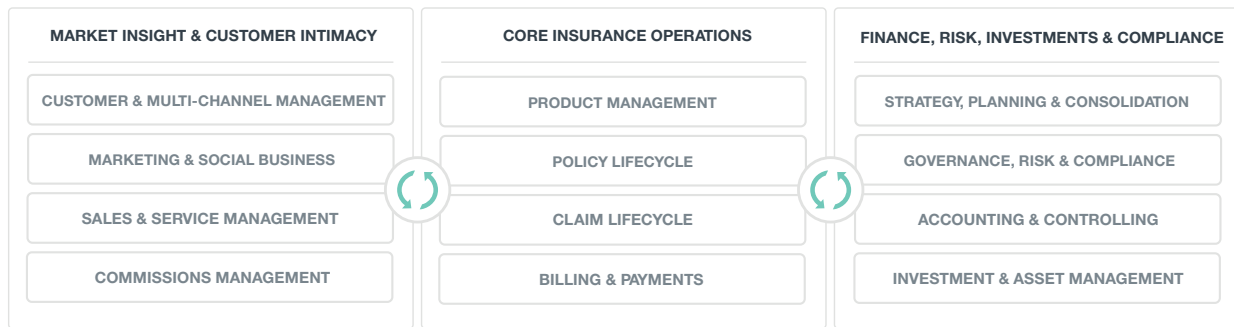 MARKET INSIGHT & CUSTOMER INTIMACY
CUSTOMER & MULTI-CHANNEL MANAGEMENT
MARKETING & SOCIAL BUSINESS
SALES & SERVICE MANAGEMENT
COMMISSIONS MANAGEMENT
CORE INSURANCE OPERATIONS
PRODUCT MANAGEMENT
POLICY LIFECYCLE
CLAIM LIFECYCLE
BILLING & PAYMENTS
FINANCE, RISK, INVESTMENTS & COMPLIANCE
STRATEGY, PLANNING & CONSOLIDATION
GOVERNANCE, RISK & COMPLIANCE
ACCOUNTING & CONTROLLING
INVESTMENT & ASSET MANAGEMENT